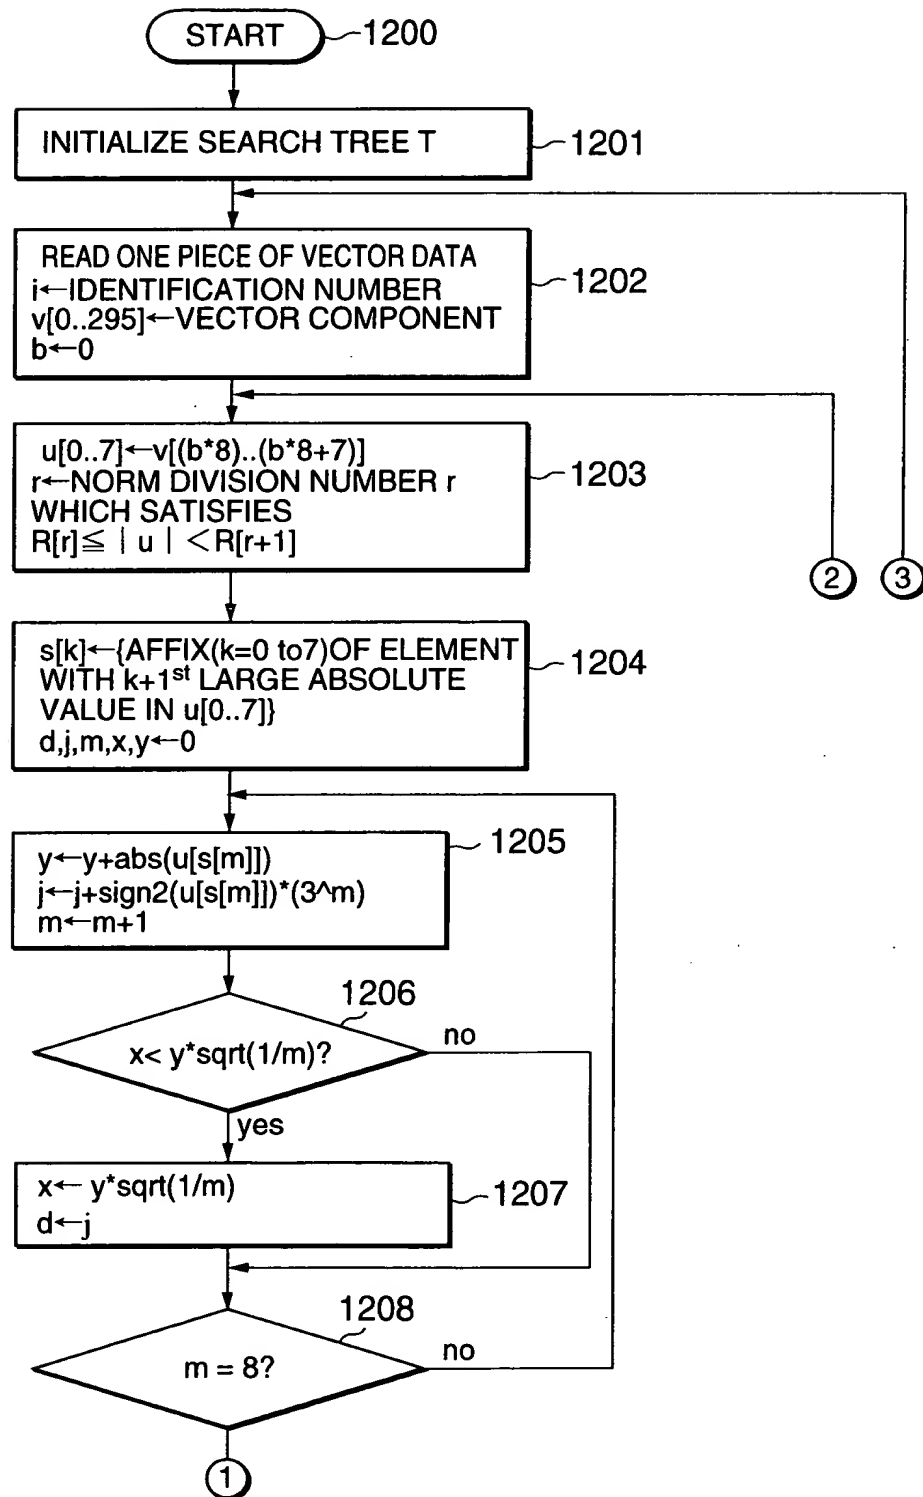 START
1200
INITIALIZE SEARCH TREE T
1201
READ ONE PIECE OF VECTOR DATA
i←IDENTIFICATION NUMBER
v[0..295]←VECTOR COMPONENT
b←0
1202
u[0..7]←v[(b*8)..(b*8+7)]
r←NORM DIVISION NUMBER r
WHICH SATISFIES
R[r]≦|u|<R[r+1]
1203
2
3
s[k]←{AFFIX(k=0 to7)OF ELEMENT
WITH k+1st LARGE ABSOLUTE
VALUE IN u[0..7]}
d,j,m,x,y←0
1204
y←y+abs(u[s[m]])
j←j+sign2(u[s[m]])*(3^m)
m←m+1
1205
1206
x< y*sqrt(1/m)?
no
yes
x← y*sqrt(1/m)
d←j
1207
1208
m = 8?
no
1